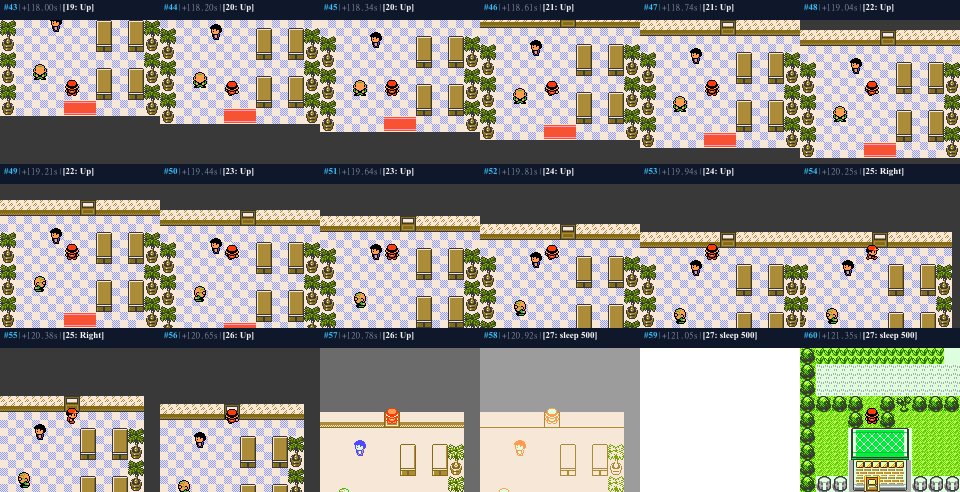 #43|+118.00s|[19: Up]
#44|+118.20s|[20: Up]
#45|+118.34s|[20: Up]
#46|+118.61s|[21: Up]
#47|+118.74s|[21: Up]
#48|+119.04s|[22: Up]
#49|+119.21s|[22: Up]
#50|+119.44s|[23: Up]
#51|+119.64s|[23: Up]
#52|+119.81s|[24: Up]
#53|+119.94s|[24: Up]
#54|+120.25s|[25: Right]
#55|+120.38s|[25: Right]
#56|+120.65s|[26: Up]
#57|+120.78s|[26: Up]
#58|+120.92s|[27: sleep 500]
#59|+121.05s|[27: sleep 500]
#60|+121.35s|[27: sleep 500]